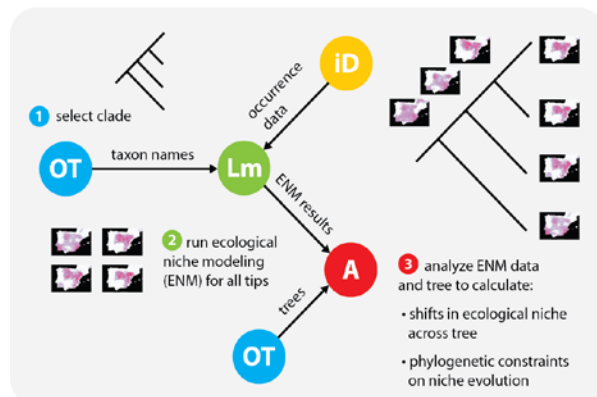 iD
occurrence
data
1 select clade
OT
taxon names
Lm
ENM results
2 run ecological
niche modeling
(ENM) for all tips
A
3 analyze ENM data
and tree to calculate:
• shifts in ecological niche
across tree
• phylogenetic constraints
on niche evolution
trees
OT